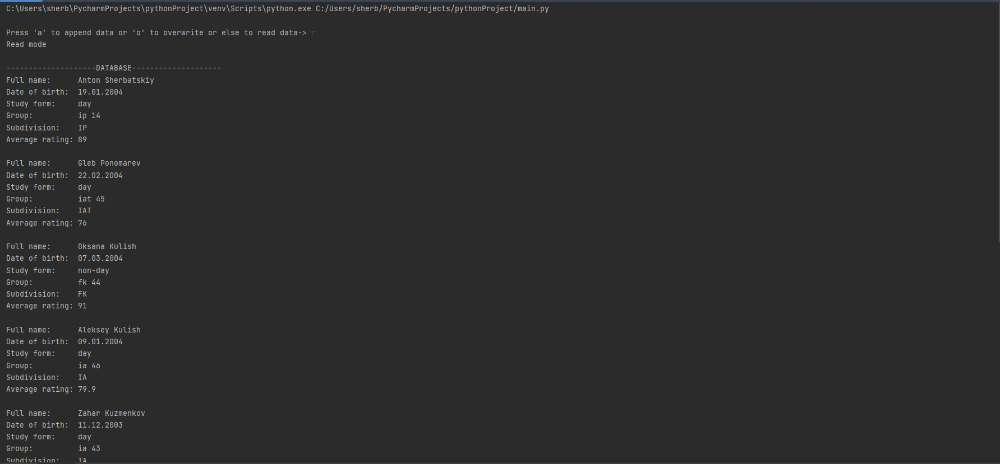 C:\Users\sherb\PycharmProjects\pythonProject\venv\Scripts\python.exe C:/Users/sherb/PycharmProjects/pythonProject/main.py
Press 'a' to append data or 'o' to overwrite or else to read data-> r
Read mode
--------------------DATABASE--------------------
Full name:      Anton Sherbatskiy
Date of birth:  19.01.2004
Study form:     day
Group:          ip 14
Subdivision:    IP
Average rating: 89
Full name:      Gleb Ponomarev
Date of birth:  22.02.2004
Study form:     day
Group:          iat 45
Subdivision:    IAT
Average rating: 76
Full name:      Oksana Kulish
Date of birth:  07.03.2004
Study form:     non-day
Group:          fk 44
Subdivision:    FK
Average rating: 91
Full name:      Aleksey Kulish
Date of birth:  09.01.2004
Study form:     day
Group:          ia 46
Subdivision:    IA
Average rating: 79.9
Full name:      Zahar Kuzmenkov
Date of birth:  11.12.2003
Study form:     day
Group:          ia 43
Subdivision:    IA